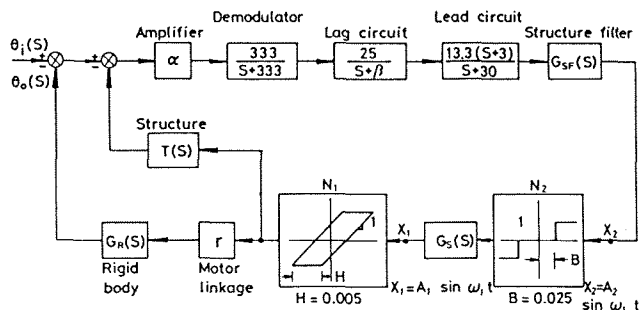 Demodulator
Lead circuit
Amplifier
Lag circuit
Structure filter
θi(S)
+
−
+
−
α
333
S+333
25
S+β
13,3(S+3)
S+30
GSF(S)
θo(S)
Structure
T(S)
N1
N2
1
1
GR(S)
r
H
X1
GS(S)
B
X2
Rigid
body
Motor
linkage
H = 0.005
X1=A1 sin ω1 t
B = 0.025
X2=A2
sin ω1 t